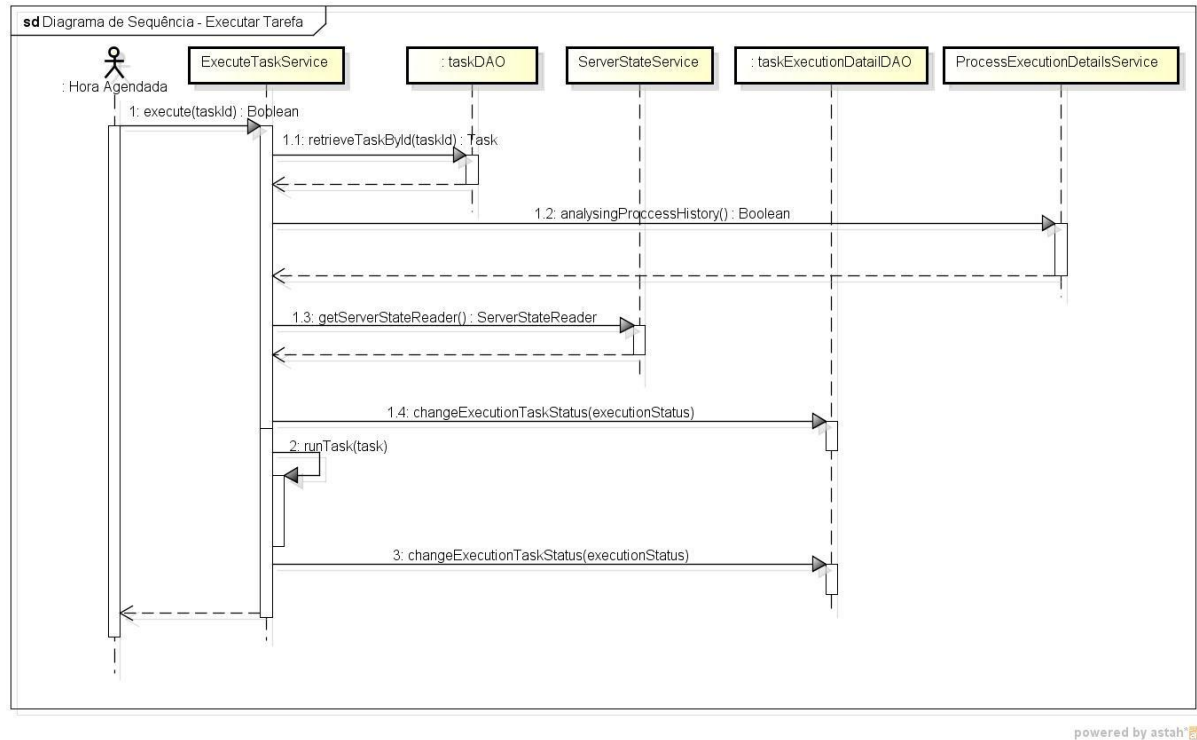 sd Diagrama de Sequência - Executar Tarefa
: Hora Agendada
ExecuteTaskService
: taskDAO
ServerStateService
: taskExecutionDatailDAO
ProcessExecutionDetailsService
1: execute(taskId) : Boolean
1.1: retrieveTaskById(taskId) : Task
1.2: analysingProccessHistory() : Boolean
1.3: getServerStateReader() : ServerStateReader
1.4: changeExecutionTaskStatus(executionStatus)
2: runTask(task)
3: changeExecutionTaskStatus(executionStatus)
powered by astah*